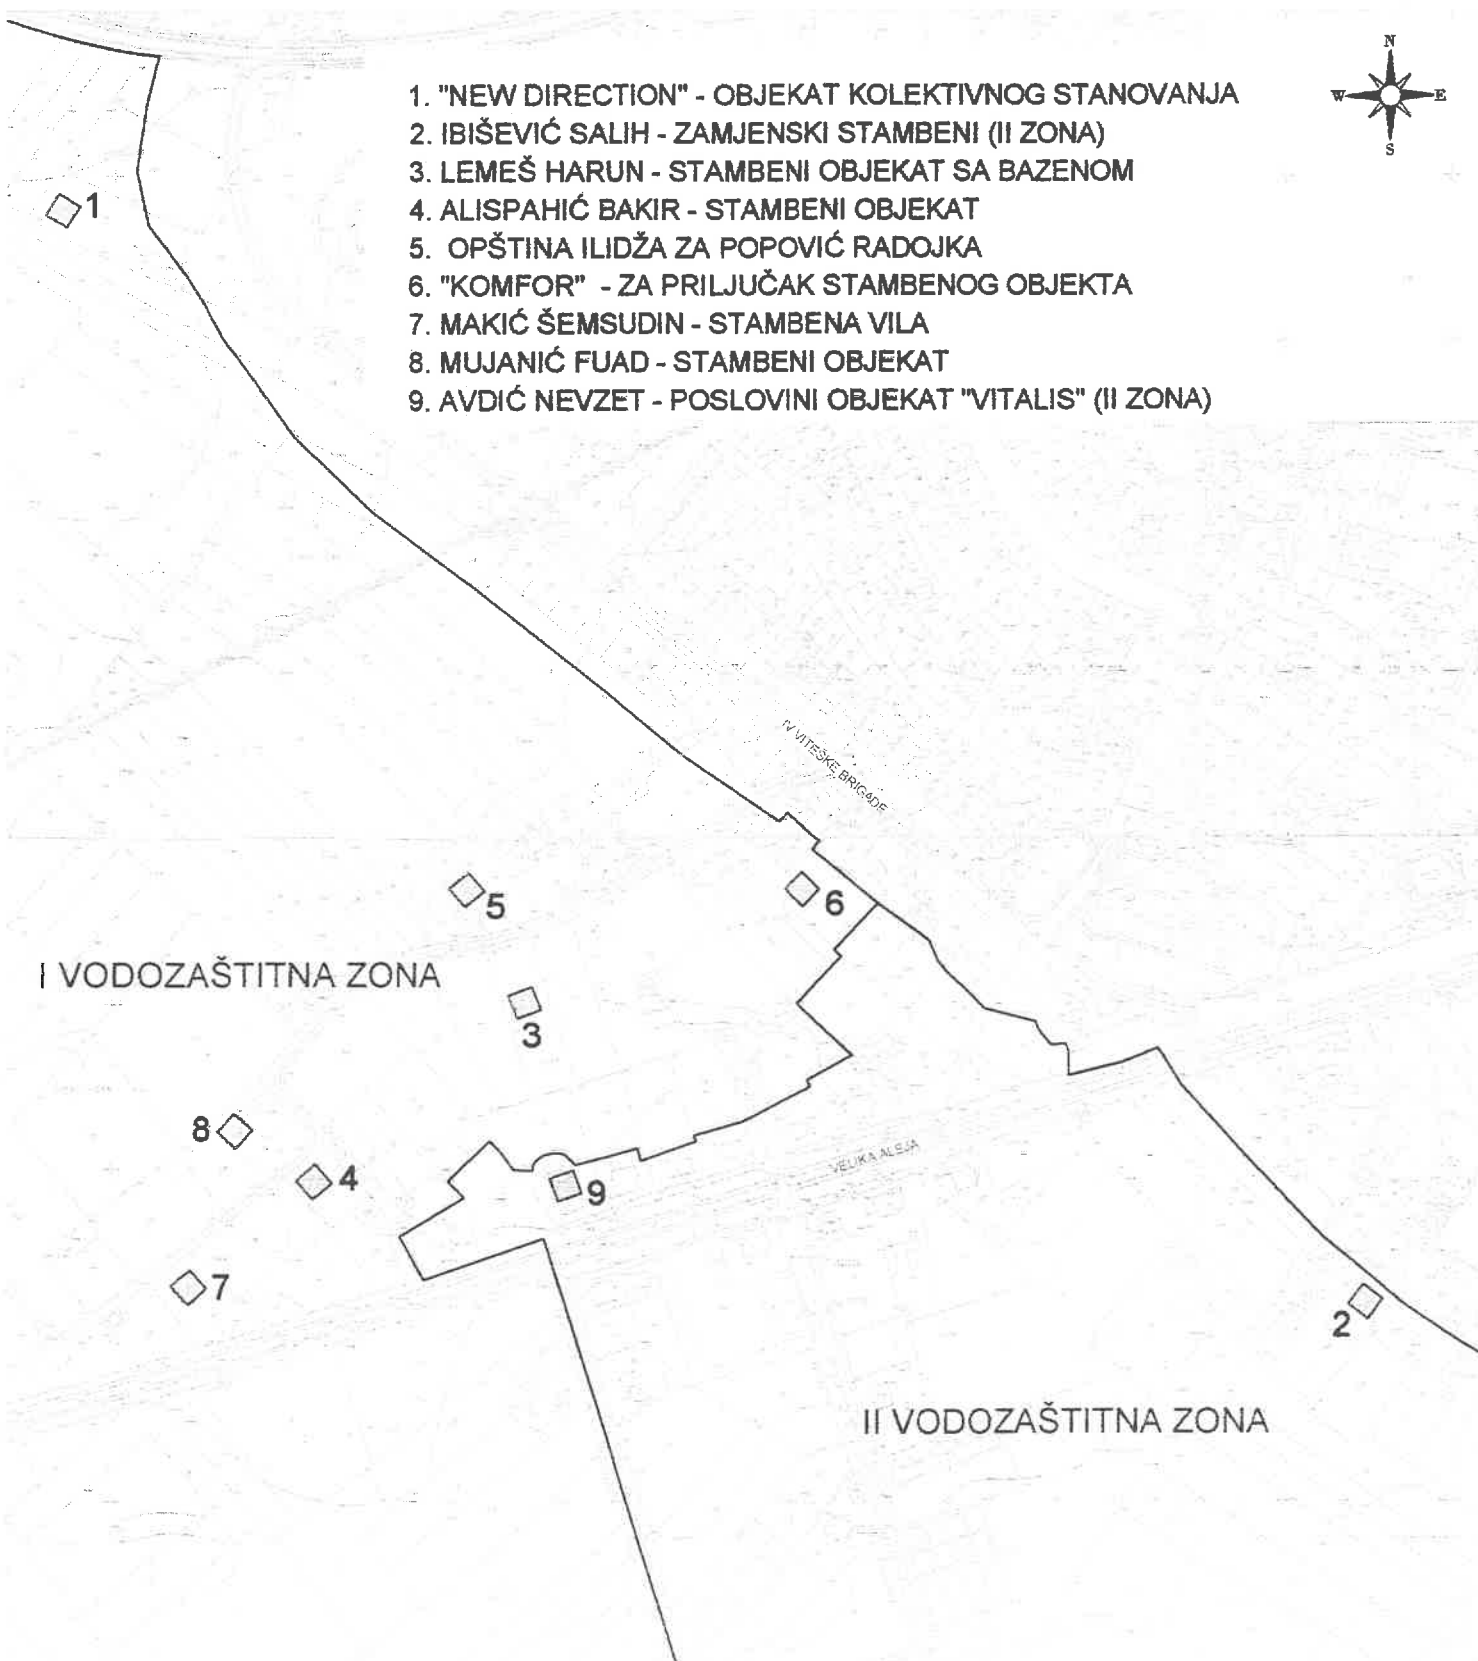 N
W E
S
1. "NEW DIRECTION" - OBJEKAT KOLEKTIVNOG STANOVANJA
2. IBIŠEVIĆ SALIH - ZAMJENSKI STAMBENI (II ZONA)
3. LEMEŠ HARUN - STAMBENI OBJEKAT SA BAZENOM
4. ALISPAHIĆ BAKIR - STAMBENI OBJEKAT
5. OPŠTINA ILIDŽA ZA POPOVIĆ RADOJKA
6. "KOMFOR" - ZA PRILJUČAK STAMBENOG OBJEKTA
7. MAKIĆ ŠEMSUDIN - STAMBENA VILA
8. MUJANIĆ FUAD - STAMBENI OBJEKAT
9. AVDIĆ NEVZET - POSLOVINI OBJEKAT "VITALIS" (II ZONA)
1
IV VITEŠKE BRIGADE
5
6
I VODOZAŠTITNA ZONA
3
8
4
VELIKA ALEJA
9
7
2
II VODOZAŠTITNA ZONA